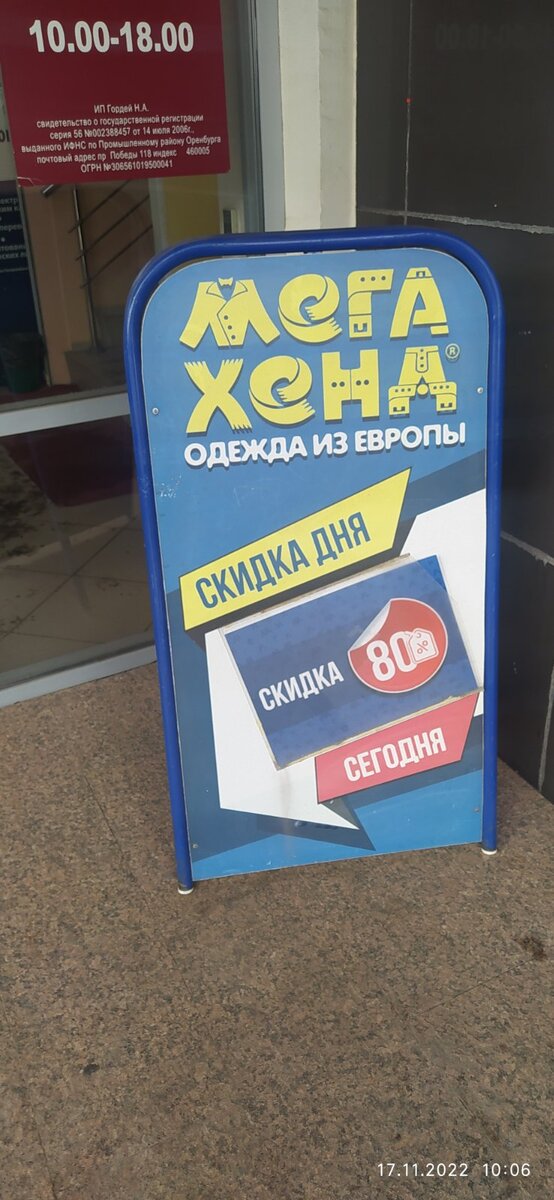 10.00-18.00
ИП Гордей Н.А.
свидетельство о государственной регистрации
серия 56 №002388457 от 14 июля 2006г.,
выданного ИФНС по Промышленному району Оренбурга
почтовый адрес пр Победы 118 индекс 460005
ОГРН №306561019500041
МЕГА
ХЕНД®
ОДЕЖДА ИЗ ЕВРОПЫ
СКИДКА ДНЯ
СКИДКА 80%
СЕГОДНЯ
17.11.2022 10:06